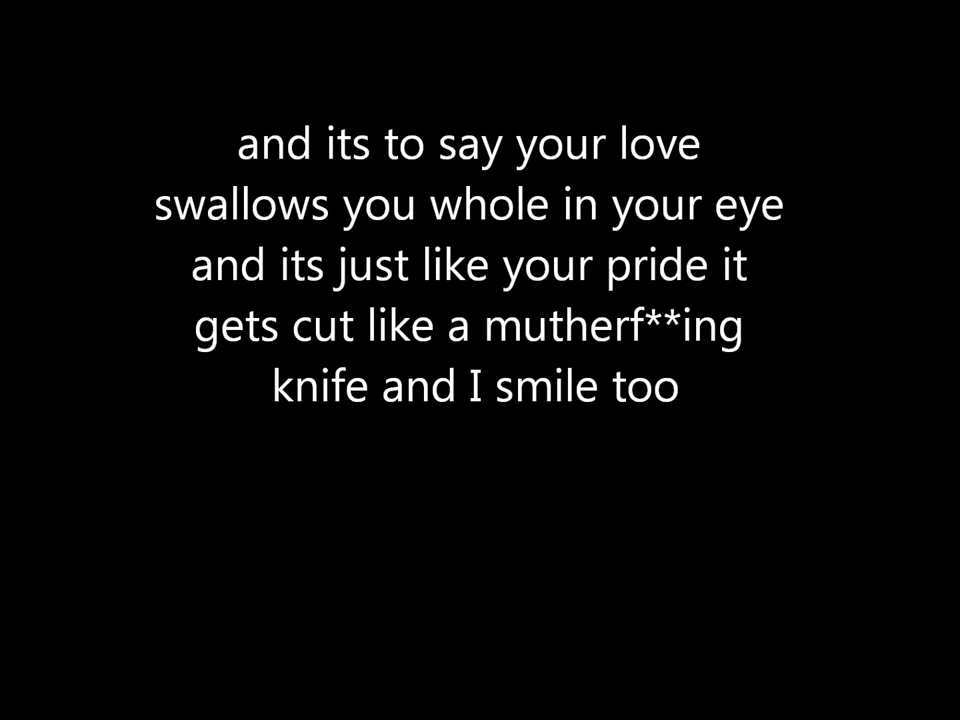 and its to say your love
swallows you whole in your eye
and its just like your pride it
gets cut like a mutherf**ing
knife and I smile too